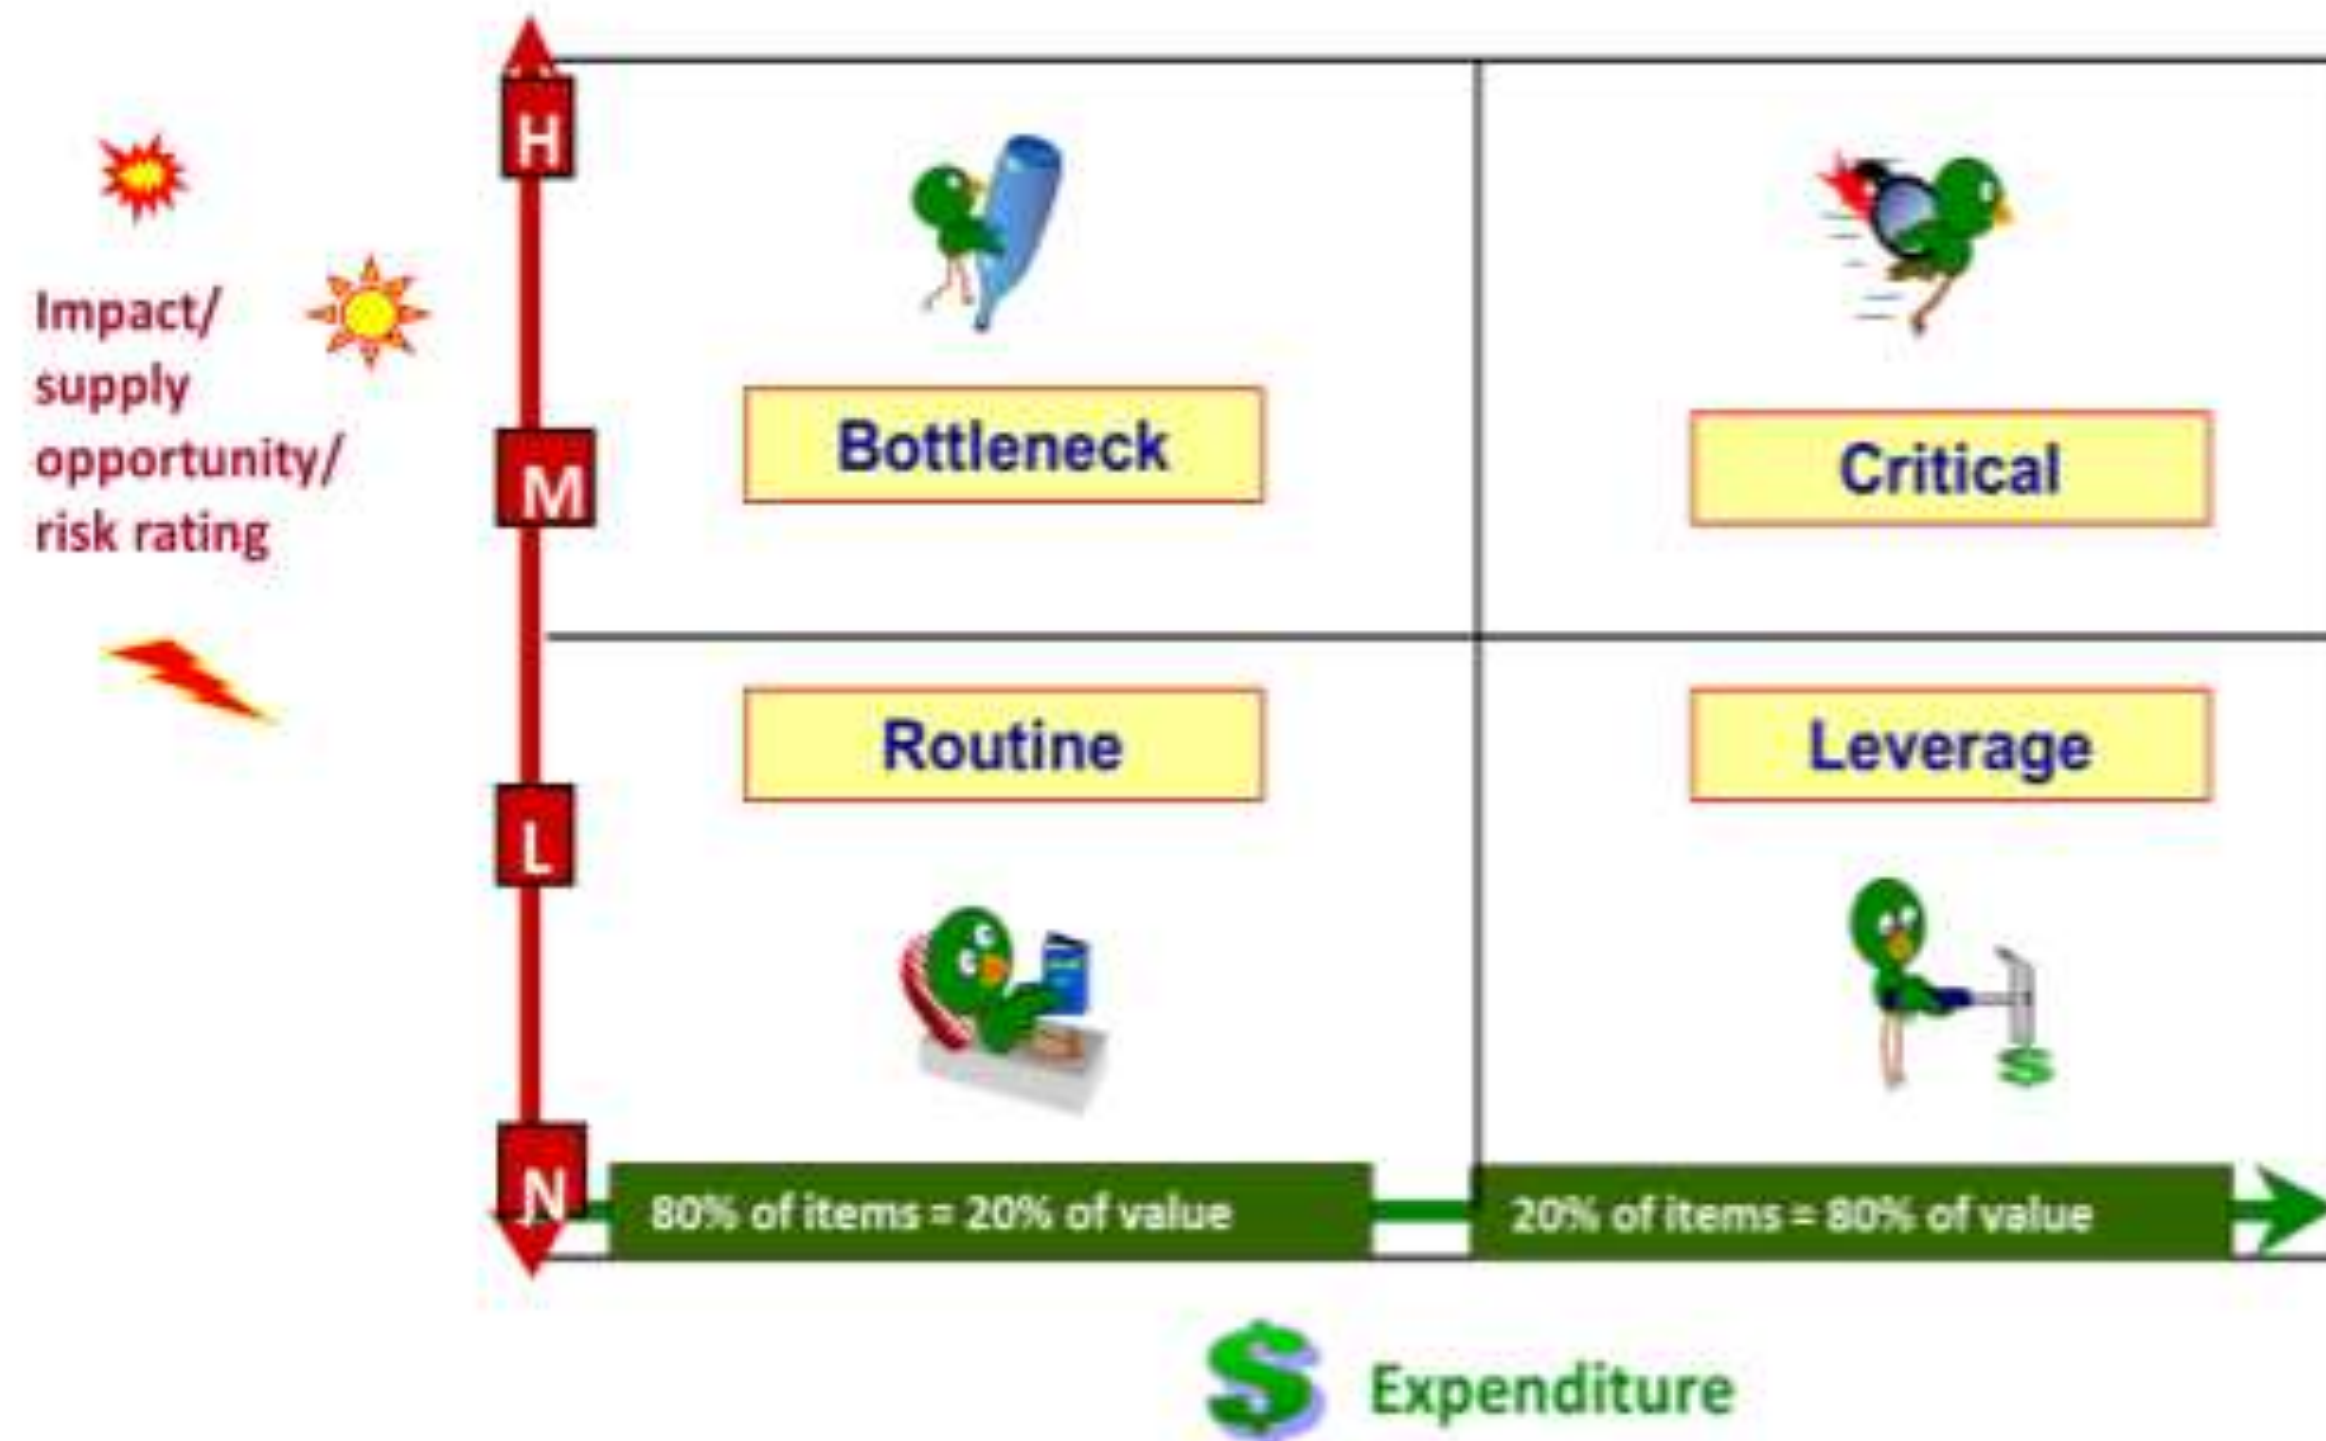 H
Impact/
supply
opportunity/
risk rating
M
Bottleneck
Critical
Routine
Leverage
L
$
N
80% of items = 20% of value
20% of items = 80% of value
$ Expenditure